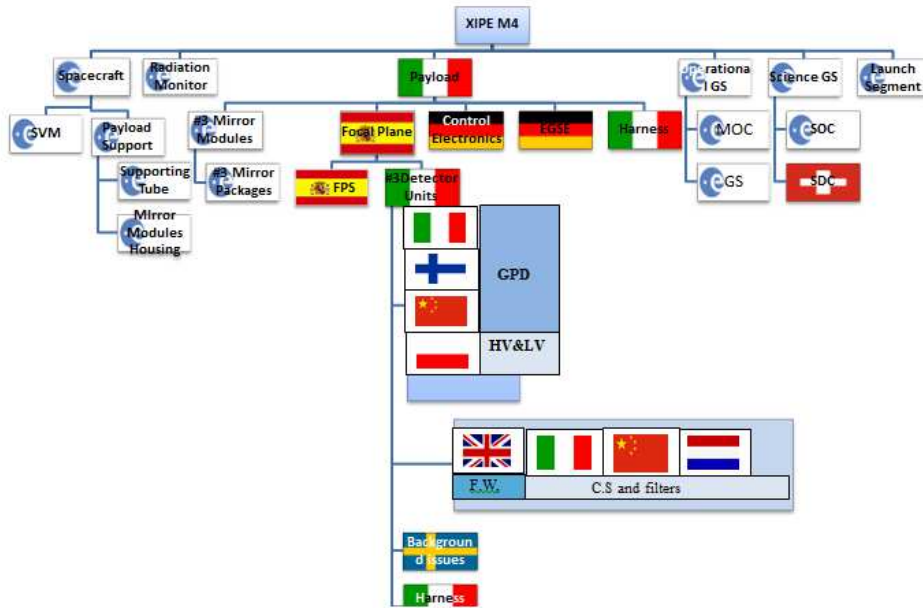 XIPE M4
Spacecraft
Radiation
Monitor
Payload
Operationa
l GS
Science GS
Launch
Segment
SVM
Payload
Support
#3 Mirror
Modules
Focal Plane
Control
Electronics
EGSE
Harness
MOC
SOC
Supporting
Tube
#3 Mirror
Packages
FPS
#3Detector
Units
GS
SDC
MIrror
Modules
Housing
GPD
HV&LV
F.W.
C.S and filters
Backgroun
d issues
Harness